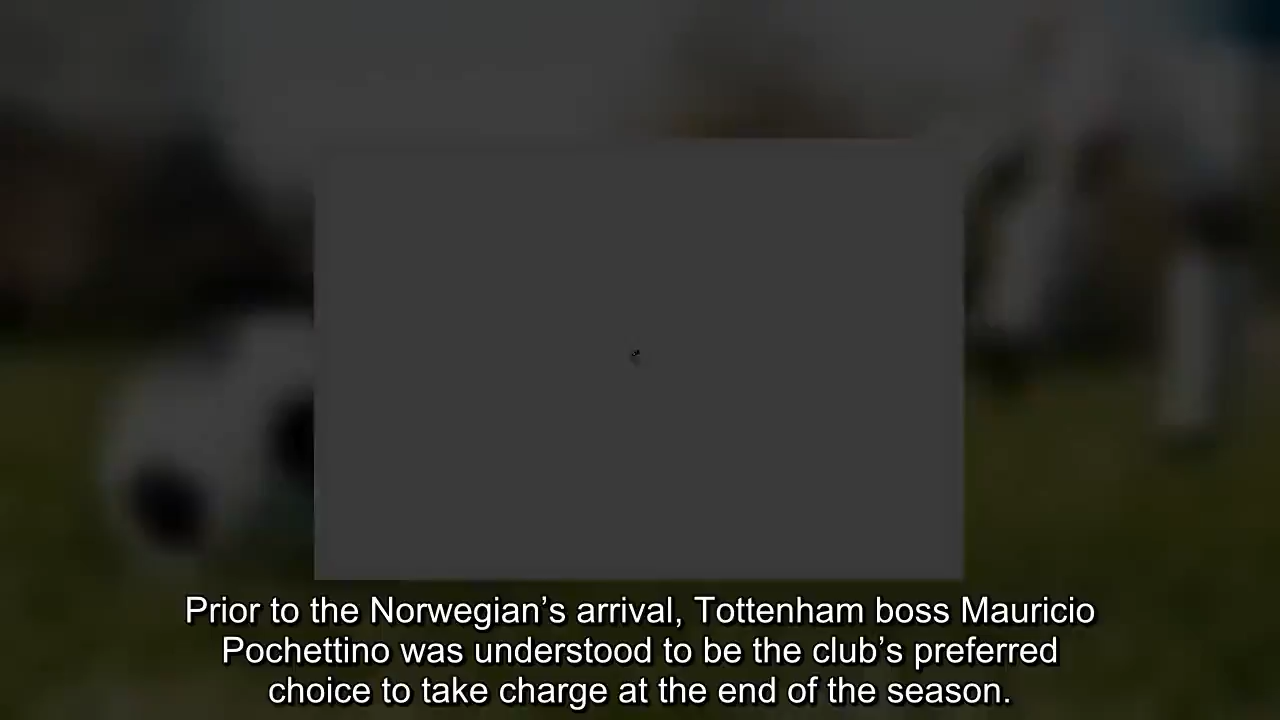 Prior to the Norwegian’s arrival, Tottenham boss Mauricio
Pochettino was understood to be the club’s preferred
choice to take charge at the end of the season.